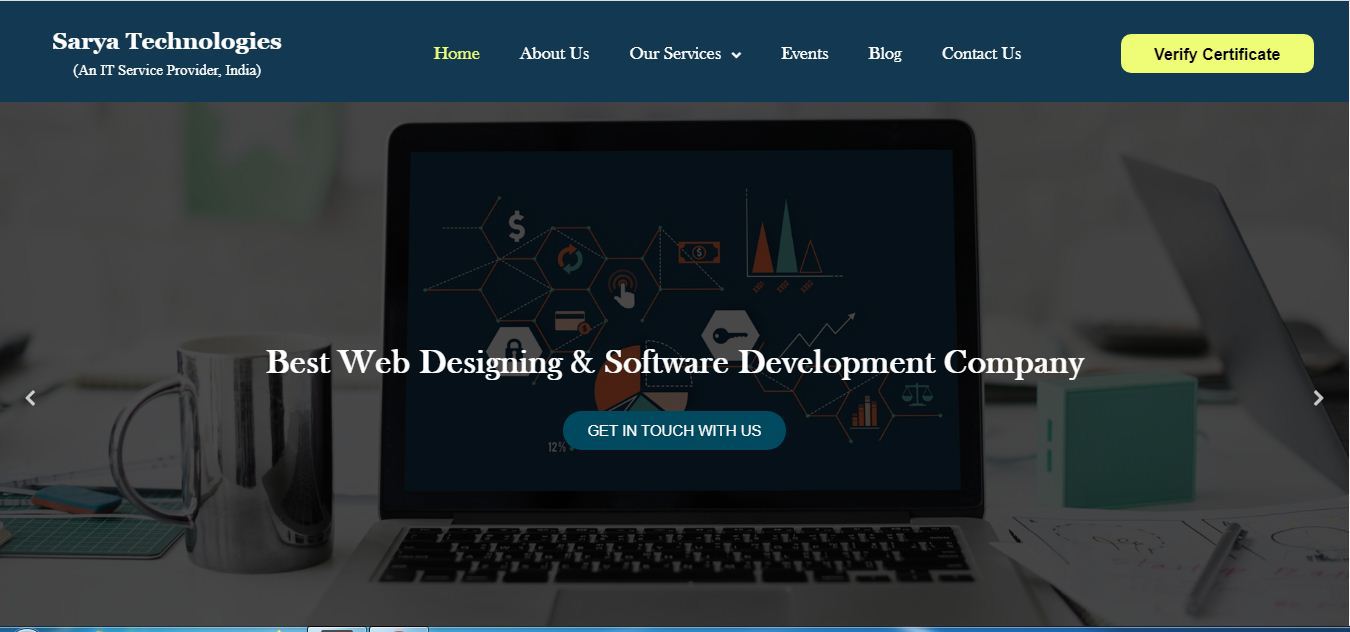 Sarya Technologies
(An IT Service Provider, India)
Home About Us Our Services Events Blog Contact Us
Verify Certificate
$
$
Best Web Designing & Software Development Company
GET IN TOUCH WITH US
12%